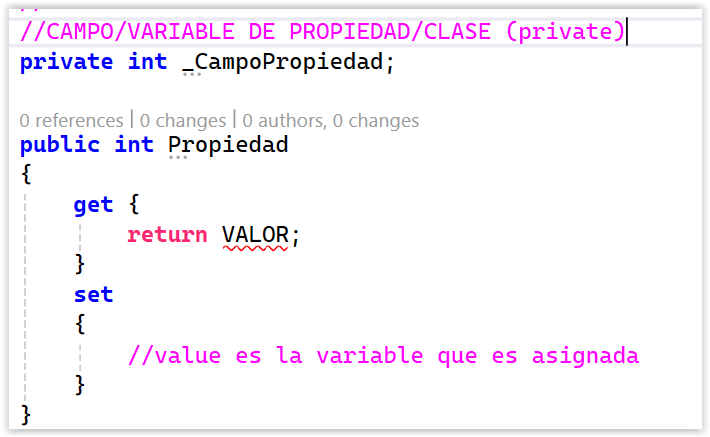 //CAMPO/VARIABLE DE PROPIEDAD/CLASE (private)
private int _CampoPropiedad;
0 references | 0 changes | 0 authors, 0 changes
public int Propiedad
{
get {
return VALOR;
}
set
{
//value es la variable que es asignada
}
}